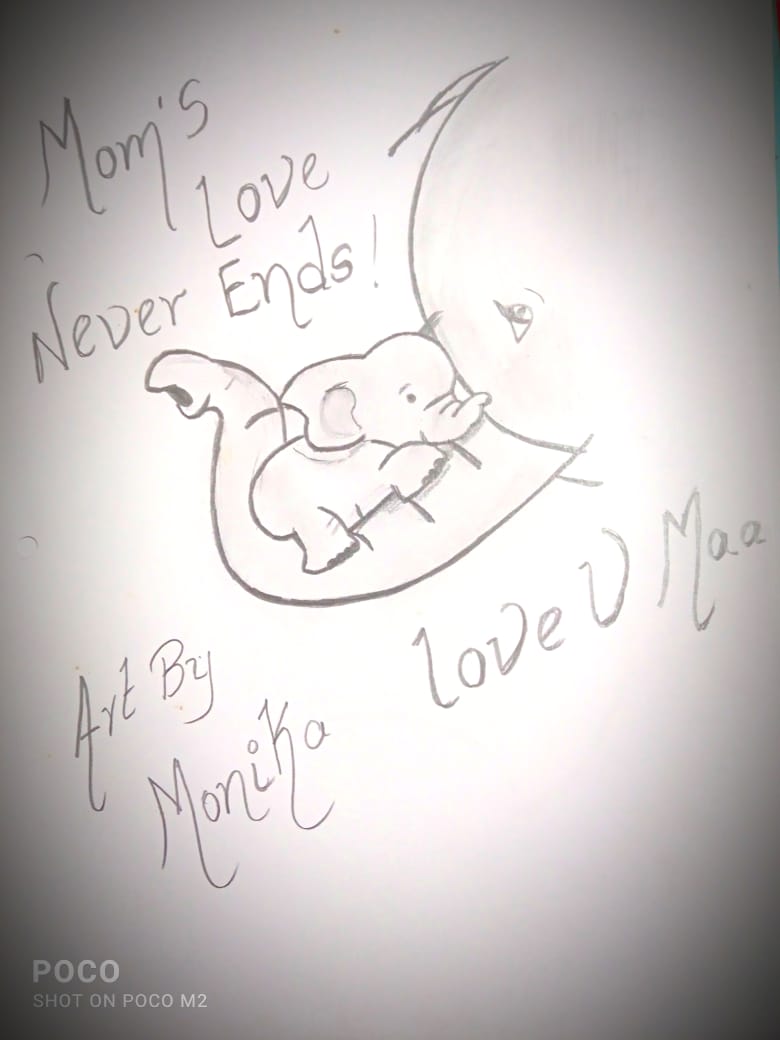 Mom's
Love
Never Ends!
Love U Maa
Art By
Monika
POCO
SHOT ON POCO M2